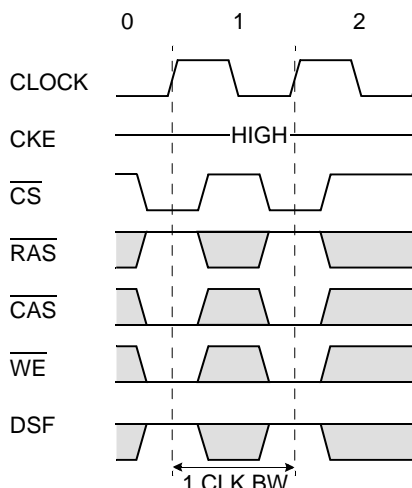 0 1 2
CLOCK
CKE HIGH
CS
RAS
CAS
WE
DSF
1 CLK BW